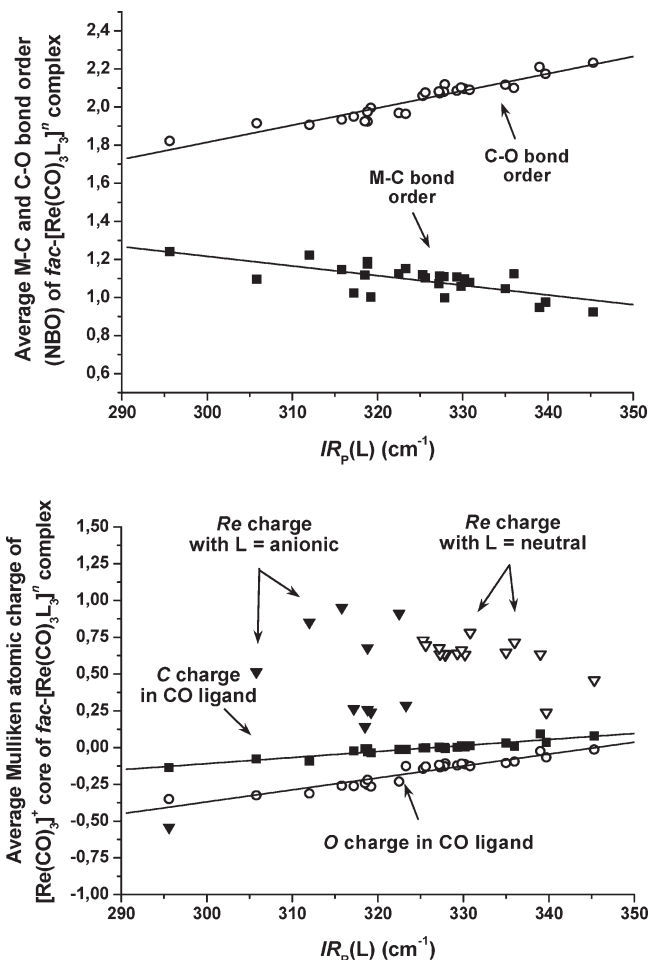 Average M-C and C-O bond order
(NBO) of fac-[Re(CO)3L3]n complex
2,4
2,2
2,0
1,8
1,6
1,4
1,2
1,0
0,8
0,6
C-O bond
order
M-C bond
order
290 300 310 320 330 340 350
IRP(L) (cm-1)
Average Mulliken atomic charge of
[Re(CO)3]+ core of fac-[Re(CO)3L3]n complex
1,50
1,25
1,00
0,75
0,50
0,25
0,00
-0,25
-0,50
-0,75
-1,00
Re charge
with L = anionic
Re charge
with L = neutral
C charge
in CO ligand
O charge in CO ligand
290 300 310 320 330 340 350
IRP(L) (cm-1)